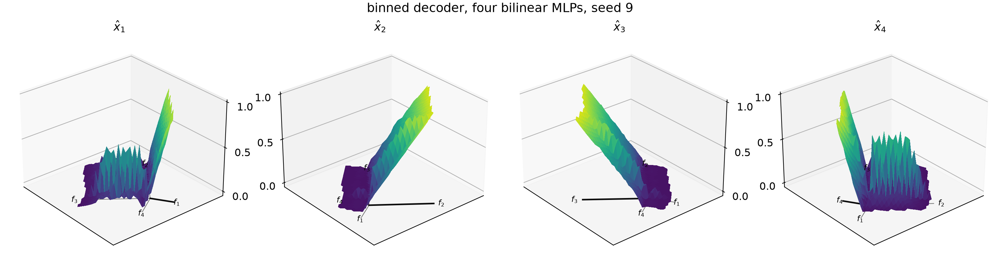 binned decoder, four bilinear MLPs, seed 9
x̂₁
x̂₂
x̂₃
x̂₄
1.0
0.5
0.0
f₂
f₃
f₁
f₄
1.0
0.5
0.0
f₃
f₄
f₂
f₁
1.0
0.5
0.0
f₂
f₃
f₁
f₄
1.0
0.5
0.0
f₃
f₄
f₂
f₁